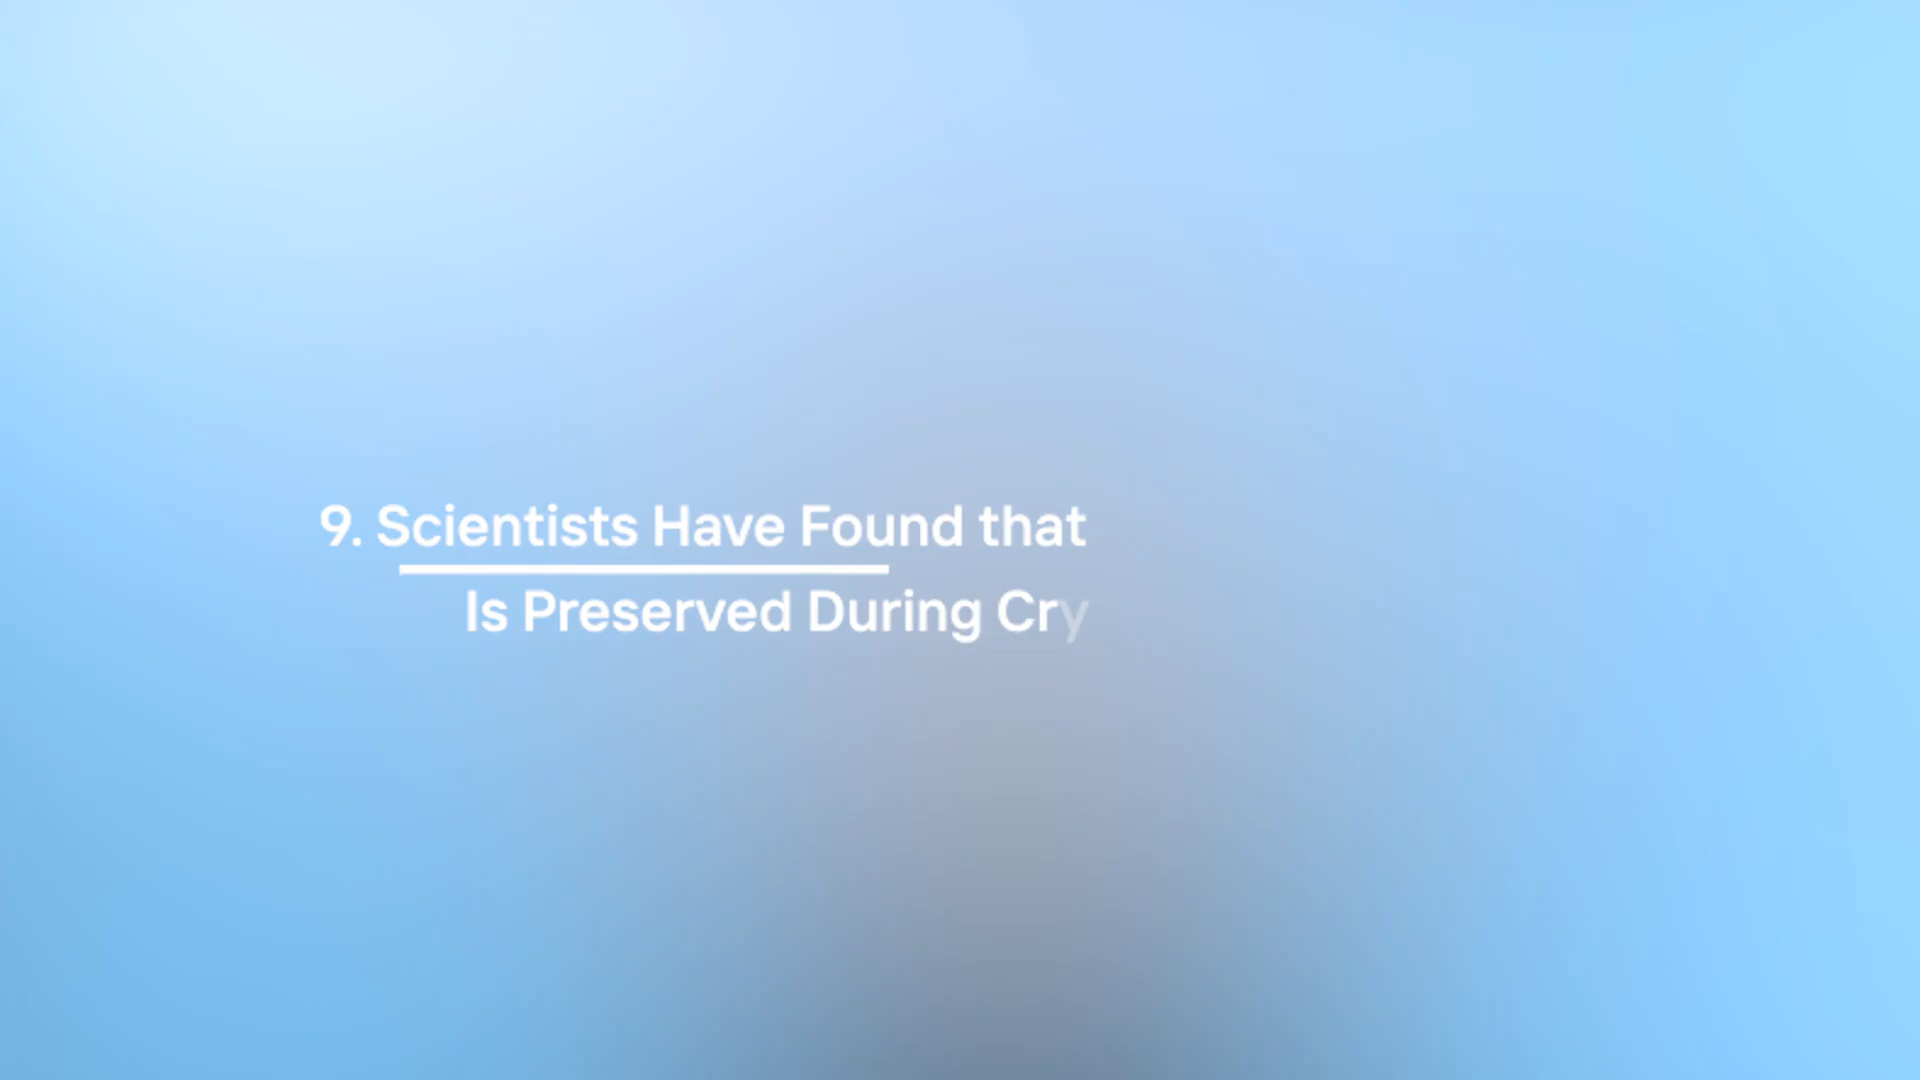 9. Scientists Have Found that
Is Preserved During Cry